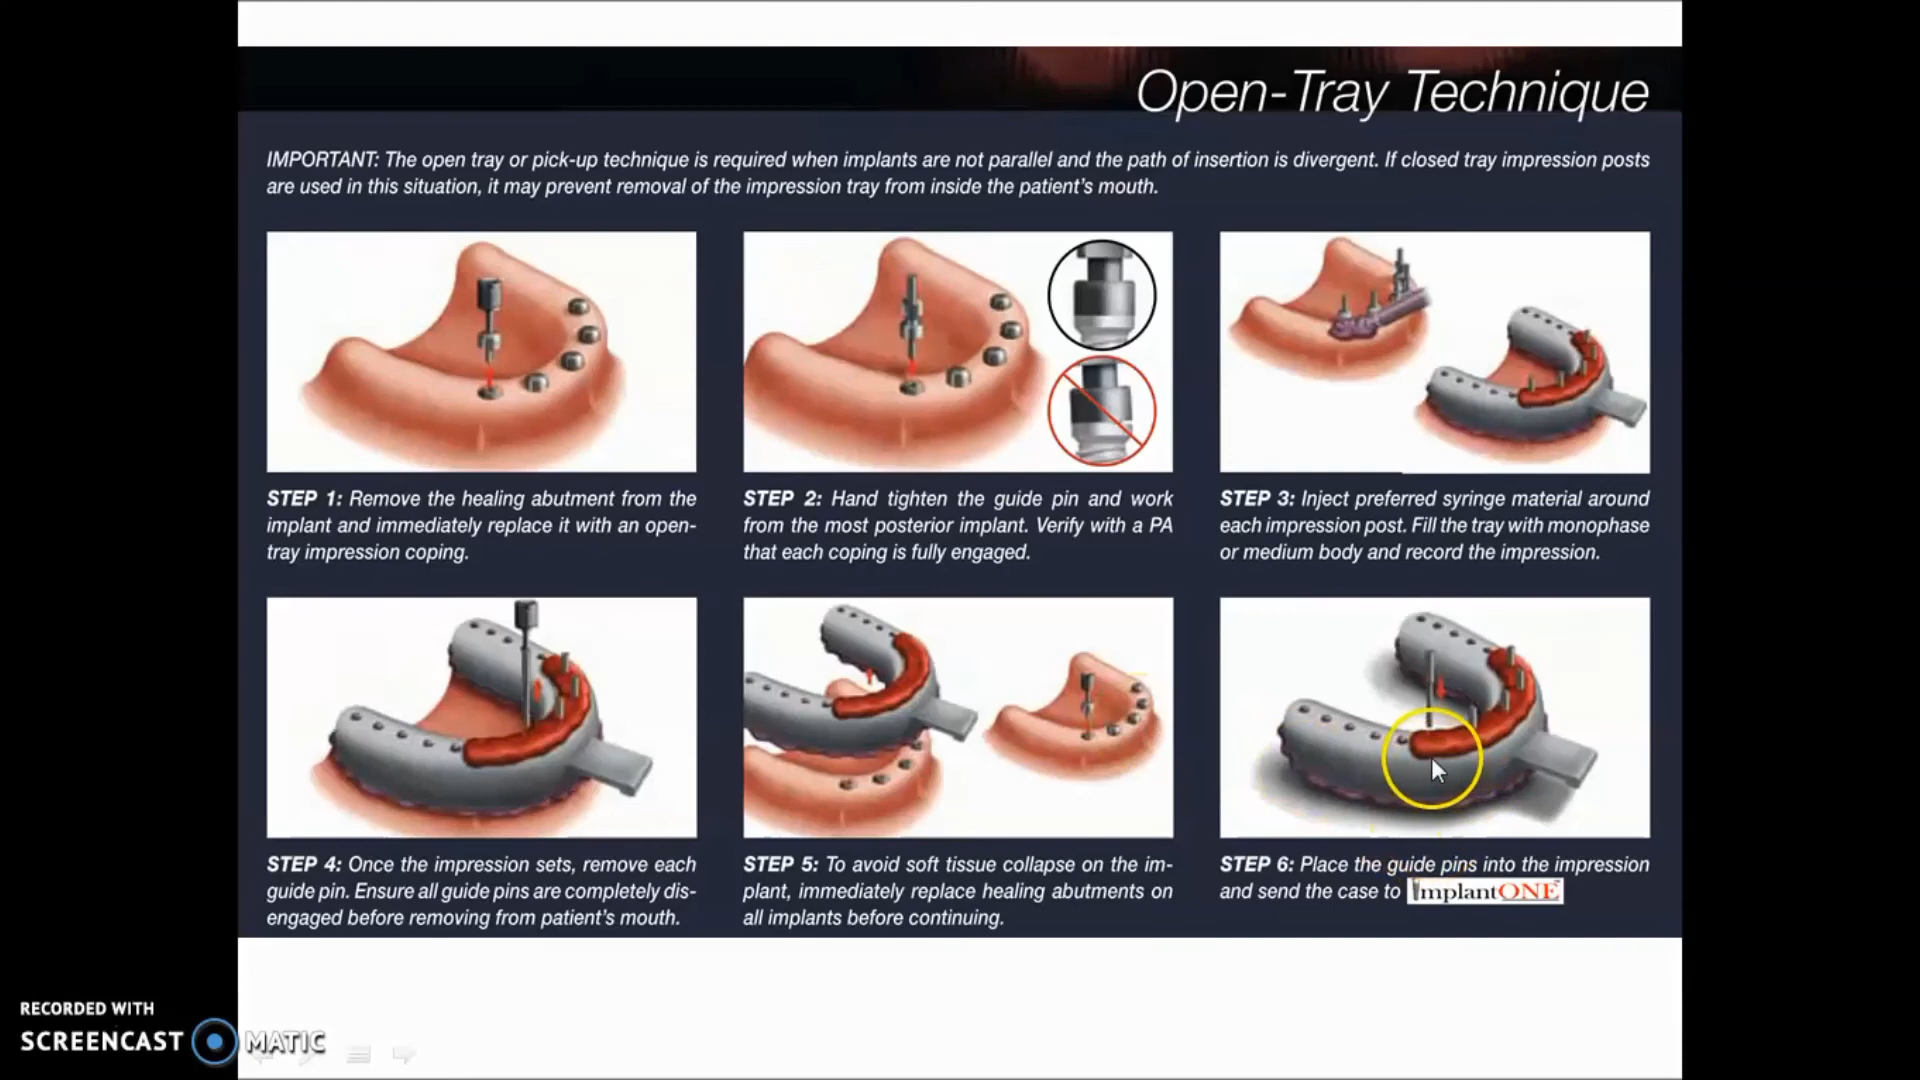 Open-Tray Technique
IMPORTANT: The open tray or pick-up technique is required when implants are not parallel and the path of insertion is divergent. If closed tray impression posts
are used in this situation, it may prevent removal of the impression tray from inside the patient's mouth.
STEP 1: Remove the healing abutment from the
implant and immediately replace it with an open-
tray impression coping.
STEP 2: Hand tighten the guide pin and work
from the most posterior implant. Verify with a PA
that each coping is fully engaged.
STEP 3: Inject preferred syringe material around
each impression post. Fill the tray with monophase
or medium body and record the impression.
STEP 4: Once the impression sets, remove each
guide pin. Ensure all guide pins are completely dis-
engaged before removing from patient's mouth.
STEP 5: To avoid soft tissue collapse on the im-
plant, immediately replace healing abutments on
all implants before continuing.
STEP 6: Place the guide pins into the impression
and send the case to ImplantONE
RECORDED WITH
SCREENCAST MATIC